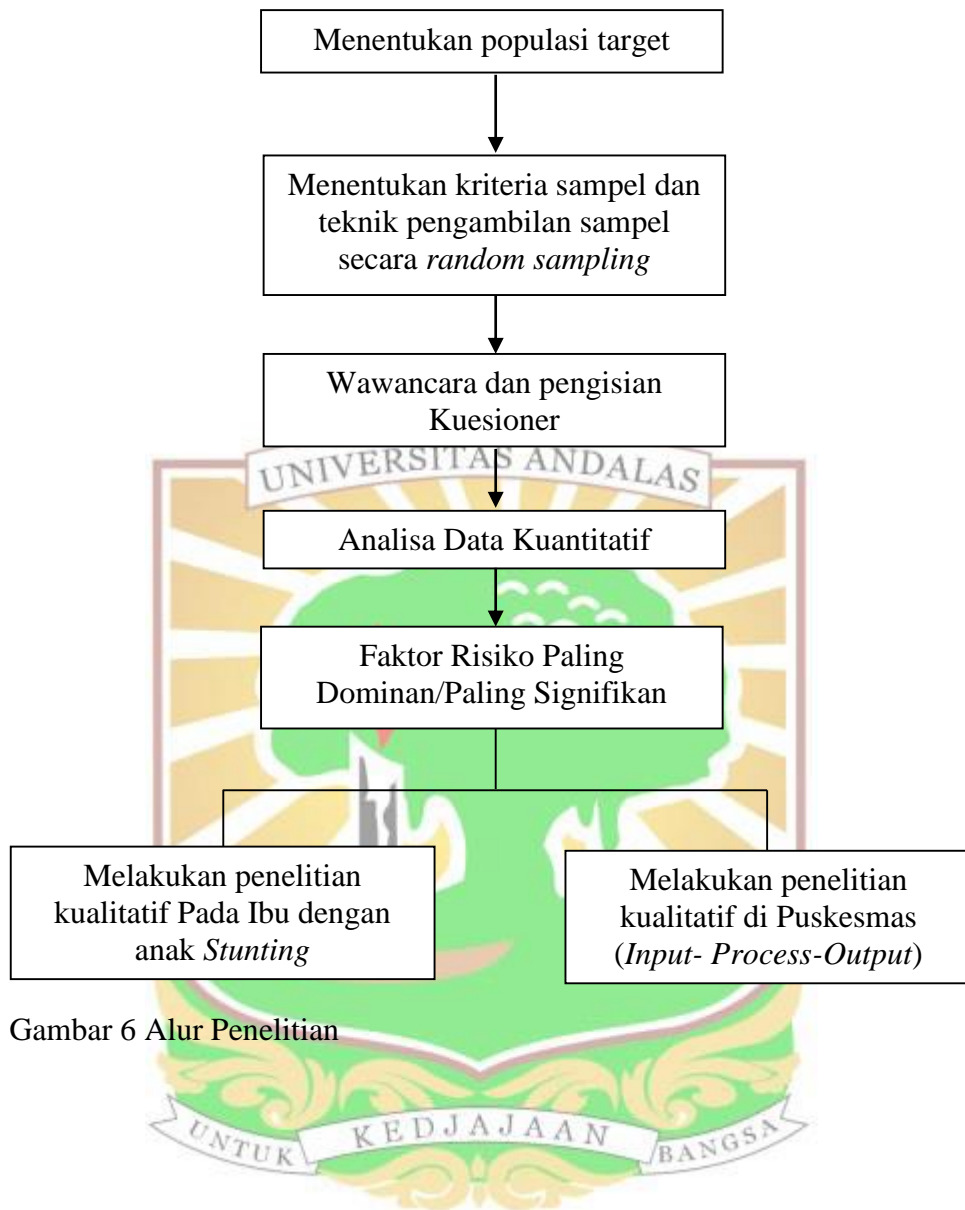 Menentukan populasi target
Menentukan kriteria sampel dan
teknik pengambilan sampel
secara random sampling
Wawancara dan pengisian
Kuesioner
UNIVERSITAS ANDALAS
Analisa Data Kuantitatif
Faktor Risiko Paling
Dominan/Paling Signifikan
Melakukan penelitian
kualitatif Pada Ibu dengan
anak Stunting
Melakukan penelitian
kualitatif di Puskesmas
(Input- Process-Output)
Gambar 6 Alur Penelitian
UNTUK KEDJAJAAN BANGSA